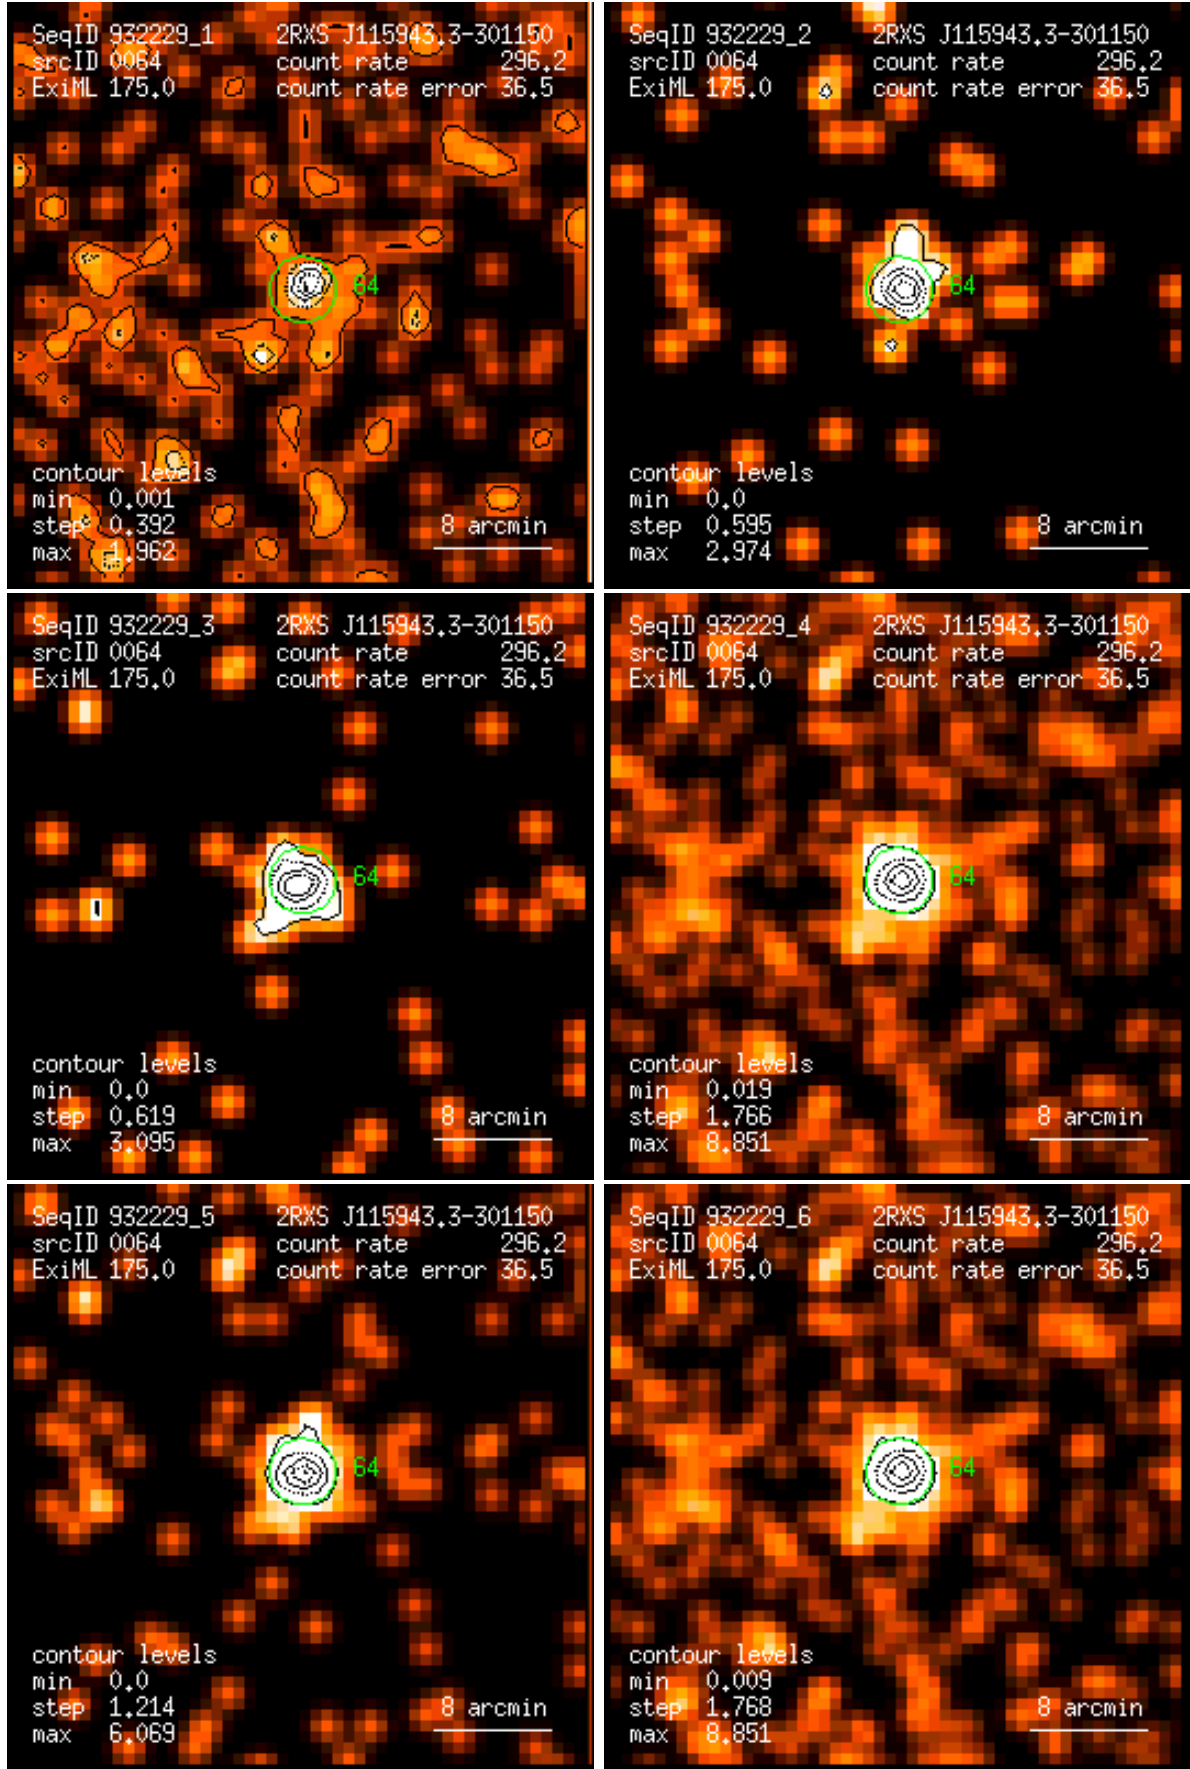 SeqID 932229_1 2RXS J115943.3-301150
srcID 0064 count rate 296.2
ExiML 175.0 count rate error 36.5
64
contour levels
min 0.001
step 0.392 8 arcmin
max 1.962
SeqID 932229_2 2RXS J115943.3-301150
srcID 0064 count rate 296.2
ExiML 175.0 count rate error 36.5
64
contour levels
min 0.0
step 0.595 8 arcmin
max 2.974
SeqID 932229_3 2RXS J115943.3-301150
srcID 0064 count rate 296.2
ExiML 175.0 count rate error 36.5
64
contour levels
min 0.0
step 0.619 8 arcmin
max 3.095
SeqID 932229_4 2RXS J115943.3-301150
srcID 0064 count rate 296.2
ExiML 175.0 count rate error 36.5
64
contour levels
min 0.019
step 1.766 8 arcmin
max 8.851
SeqID 932229_5 2RXS J115943.3-301150
srcID 0064 count rate 296.2
ExiML 175.0 count rate error 36.5
64
contour levels
min 0.0
step 1.214 8 arcmin
max 6.069
SeqID 932229_6 2RXS J115943.3-301150
srcID 0064 count rate 296.2
ExiML 175.0 count rate error 36.5
64
contour levels
min 0.009
step 1.768 8 arcmin
max 8.851